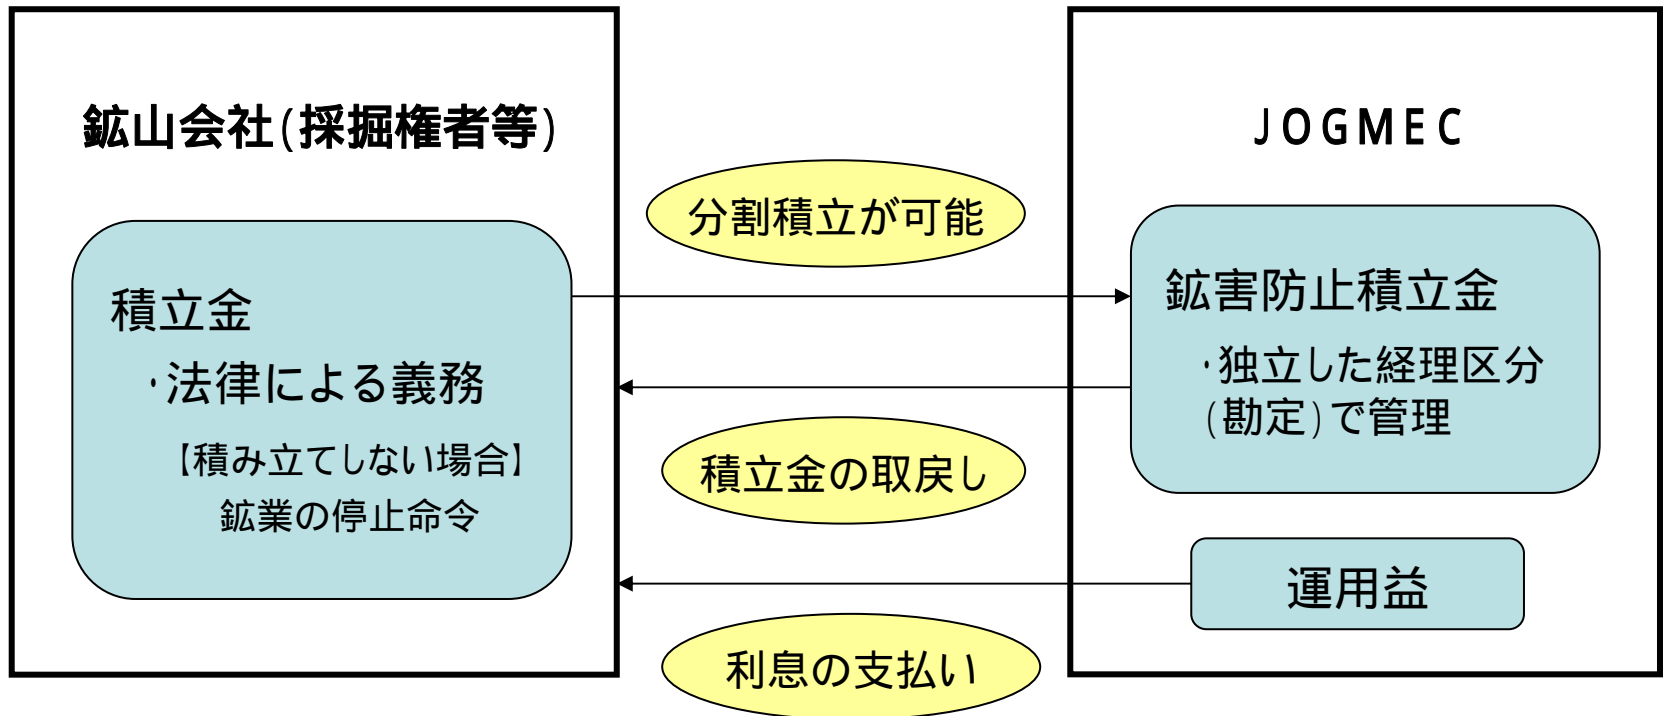 鉱山会社(採掘権者等)
積立金
・法律による義務
【積み立てしない場合】
鉱業の停止命令
分割積立が可能
積立金の取戻し
利息の支払い
JOGMEC
鉱害防止積立金
・独立した経理区分
(勘定)で管理
運用益